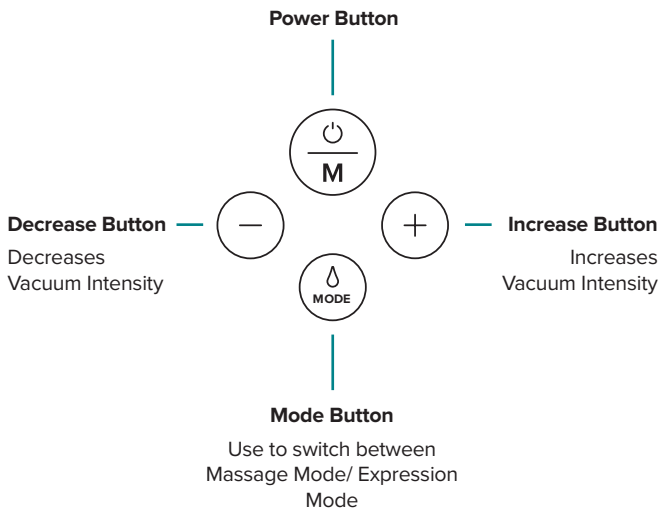 Power Button
M
Decrease Button
Decreases
Vacuum Intensity
Increase Button
Increases
Vacuum Intensity
MODE
Mode Button
Use to switch between
Massage Mode/ Expression
Mode